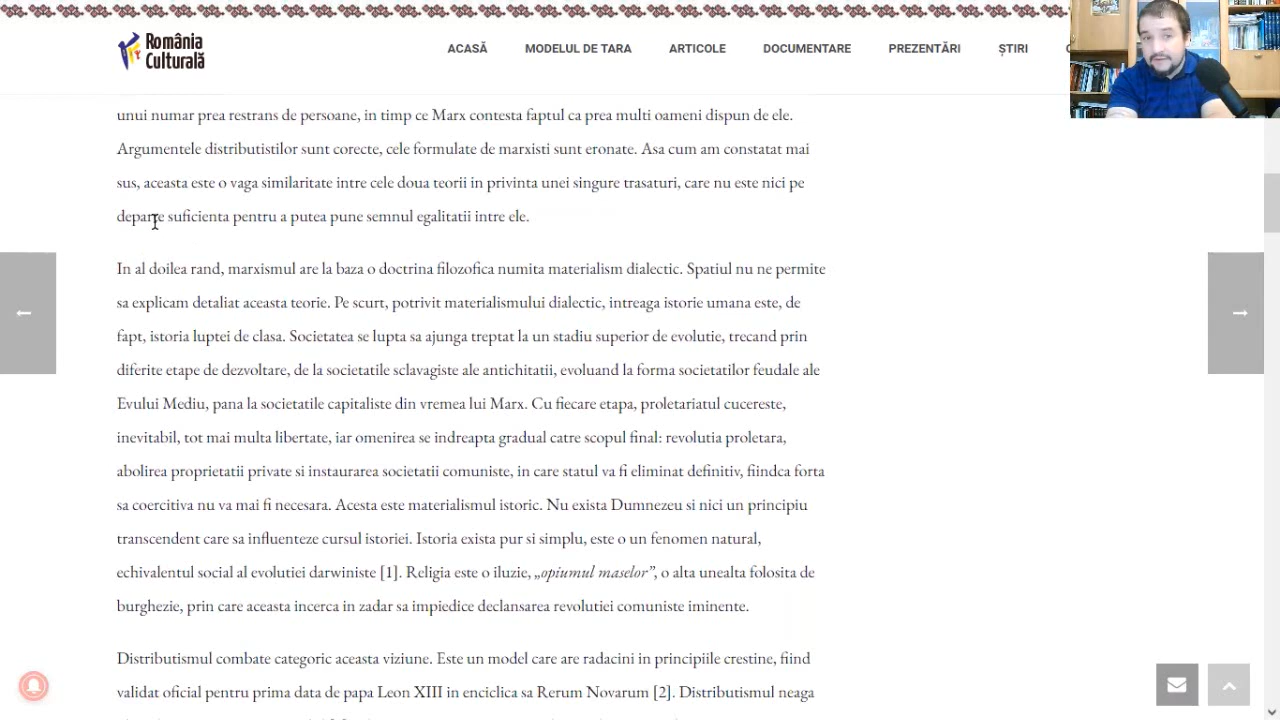 România
Culturală
ACASĂ MODELUL DE TARA ARTICOLE DOCUMENTARE PREZENTĂRI ȘTIRI
unui numar prea restrans de persoane, in timp ce Marx contesta faptul ca prea multi oameni dispun de ele.
Argumentele distributistilor sunt corecte, cele formulate de marxisti sunt eronate. Asa cum am constatat mai
sus, aceasta este o vaga similaritate intre cele doua teorii in privinta unei singure trasaturi, care nu este nici pe
departe suficienta pentru a putea pune semnul egalitatii intre ele.
In al doilea rand, marxismul are la baza o doctrina filozofica numita materialism dialectic. Spatiul nu ne permite
sa explicam detaliat aceasta teorie. Pe scurt, potrivit materialismului dialectic, intreaga istorie umana este, de
fapt, istoria luptei de clasa. Societatea se lupta sa ajunga treptat la un stadiu superior de evolutie, trecand prin
diferite etape de dezvoltare, de la societatile sclavagiste ale antichitatii, evoluand la forma societatilor feudale ale
Evului Mediu, pana la societatile capitaliste din vremea lui Marx. Cu fiecare etapa, proletariatul cucereste,
inevitabil, tot mai multa libertate, iar omenirea se indreapta gradual catre scopul final: revolutia proletara,
abolirea proprietatii private si instaurarea societatii comuniste, in care statul va fi eliminat definitiv, fiindca forta
sa coercitiva nu va mai fi necesara. Acesta este materialismul istoric. Nu exista Dumnezeu si nici un principiu
transcendent care sa influenteze cursul istoriei. Istoria exista pur si simplu, este o un fenomen natural,
echivalentul social al evolutiei darwiniste [1]. Religia este o iluzie, „opiumul maselor”, o alta unealta folosita de
burghezie, prin care aceasta incerca in zadar sa impiedice declansarea revolutiei comuniste iminente.
Distributismul combate categoric aceasta viziune. Este un model care are radacini in principiile crestine, fiind
validat oficial pentru prima data de papa Leon XIII in enciclica sa Rerum Novarum [2]. Distributismul neaga